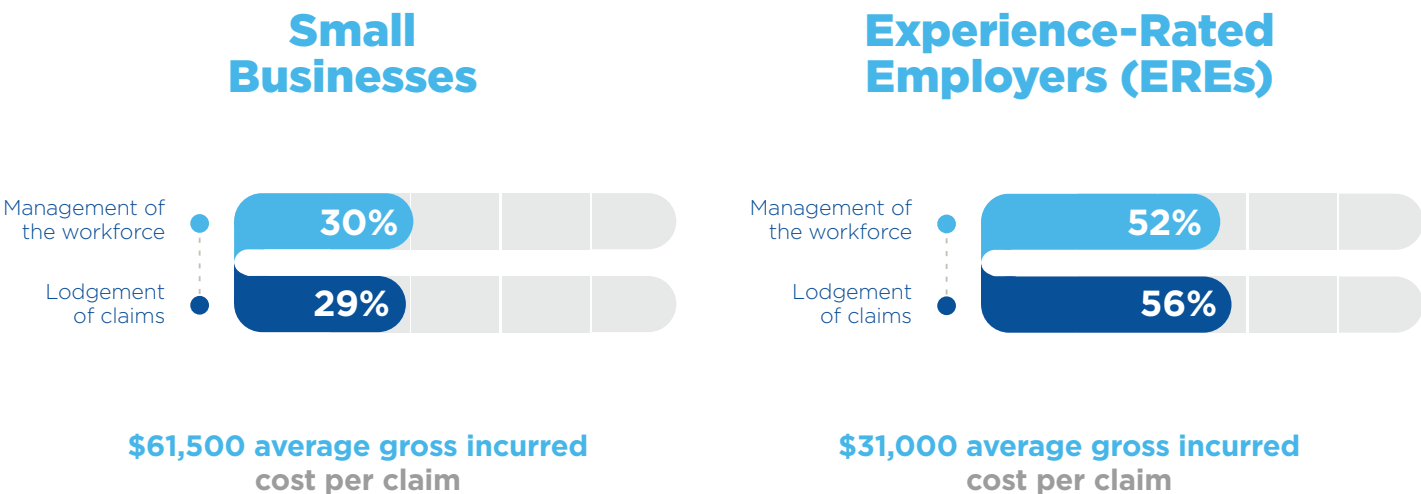 Small
Businesses
Management of
the workforce
30%
Lodgement
of claims
29%
$61,500 average gross incurred
cost per claim
Experience-Rated
Employers (EREs)
Management of
the workforce
52%
Lodgement
of claims
56%
$31,000 average gross incurred
cost per claim